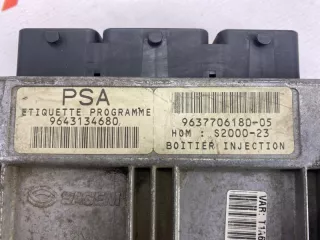 PSA
ETIQUETTE PROGRAMME
9643134680
9637706180-05
HOM : S2000-23
BOITIER INJECTION
SAGEM